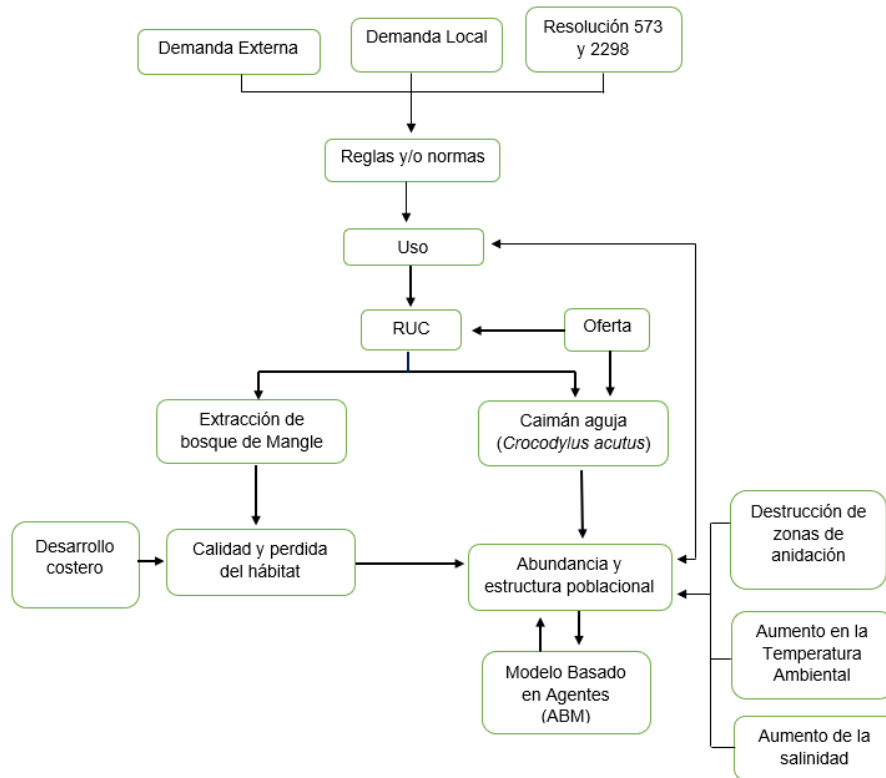 Demanda Externa
Demanda Local
Resolución 573
y 2298
Reglas y/o normas
Uso
RUC
Oferta
Extracción de
bosque de Mangle
Caimán aguja
(Crocodylus acutus)
Desarrollo
costero
Calidad y perdida
del hábitat
Abundancia y
estructura poblacional
Destrucción de
zonas de
anidación
Modelo Basado
en Agentes
(ABM)
Aumento en la
Temperatura
Ambiental
Aumento de la
salinidad